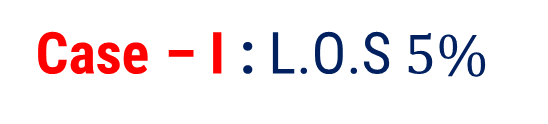 Case – I : L.O.S 5%